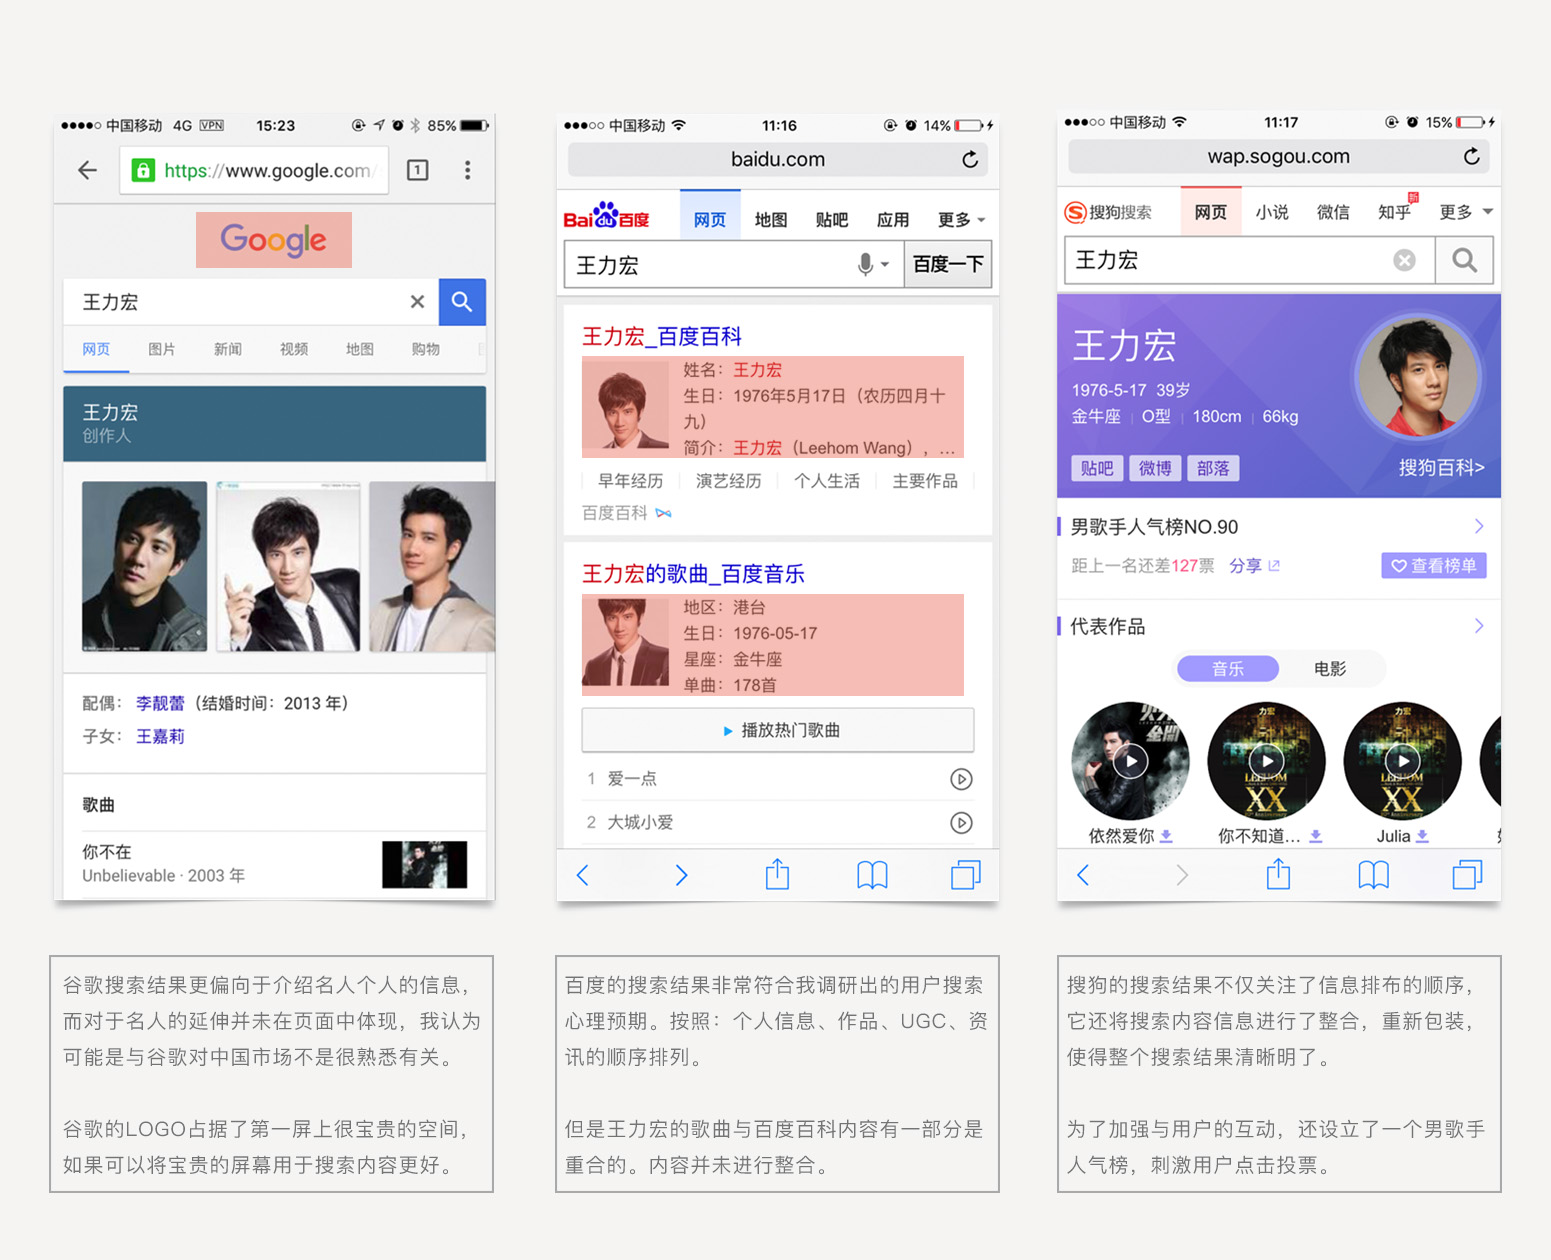 中国移动 4G VPN 15:23 85%
https://www.google.com/
1
Google
王力宏
网页 图片 新闻 视频 地图 购物
王力宏
创作人
配偶： 李靓蕾（结婚时间：2013 年）
子女： 王嘉莉
歌曲
你不在
Unbelievable · 2003 年
谷歌搜索结果更偏向于介绍名人个人的信息，
而对于名人的延伸并未在页面中体现，我认为
可能是与谷歌对中国市场不是很熟悉有关。
谷歌的LOGO占据了第一屏上很宝贵的空间，
如果可以将宝贵的屏幕用于搜索内容更好。
中国移动 11:16 14%
baidu.com
Bai du 百度 网页 地图 贴吧 应用 更多
王力宏 百度一下
王力宏_百度百科
姓名：王力宏
生日：1976年5月17日（农历四月十
九）
简介：王力宏（Leehom Wang），...
早年经历 演艺经历 个人生活 主要作品
百度百科
王力宏的歌曲_百度音乐
地区：港台
生日：1976-05-17
星座：金牛座
单曲：178首
播放热门歌曲
1 爱一点
2 大城小爱
百度的搜索结果非常符合我调研出的用户搜索
心理预期。按照：个人信息、作品、UGC、资
讯的顺序排列。
但是王力宏的歌曲与百度百科内容有一部分是
重合的。内容并未进行整合。
中国移动 11:17 15%
wap.sogou.com
搜狗搜索 网页 小说 微信 知乎 新 更多
王力宏
王力宏
1976-5-17 39岁
金牛座 O型 180cm 66kg
贴吧 微博 部落 搜狗百科>
男歌手人气榜NO.90
距上一名还差127票 分享 查看榜单
代表作品
音乐 电影
力宏 力宏
LEEHOM LEEHOM
XX XX
依然爱你 你不知道... Julia
搜狗的搜索结果不仅关注了信息排布的顺序，
它还将搜索内容信息进行了整合，重新包装，
使得整个搜索结果清晰明了。
为了加强与用户的互动，还设立了一个男歌手
人气榜，刺激用户点击投票。